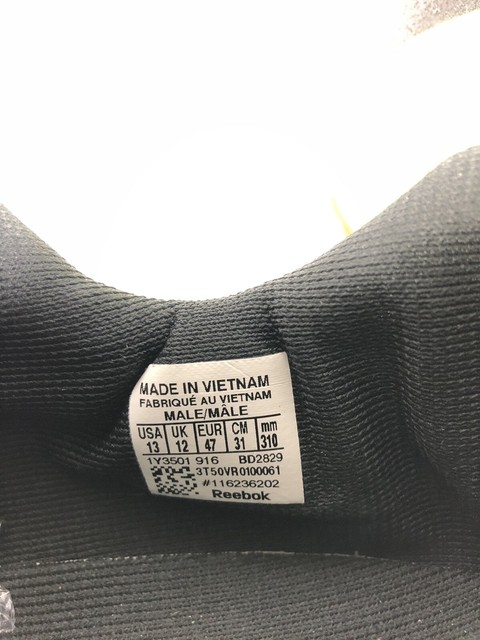 MADE IN VIETNAM
FABRIQUÉ AU VIETNAM
MALE/MÂLE
USA UK EUR CM mm
13 12 47 31 310
1Y3501 916 BD2829
3T50VR0100061
#116236202
Reebok